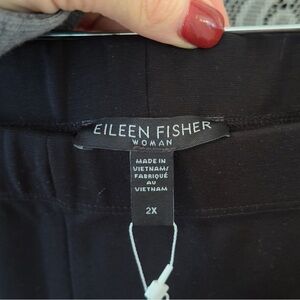 EILEEN FISHER
WOMAN
MADE IN
VIETNAM/
FABRIQUÉ
AU
VIETNAM
2X